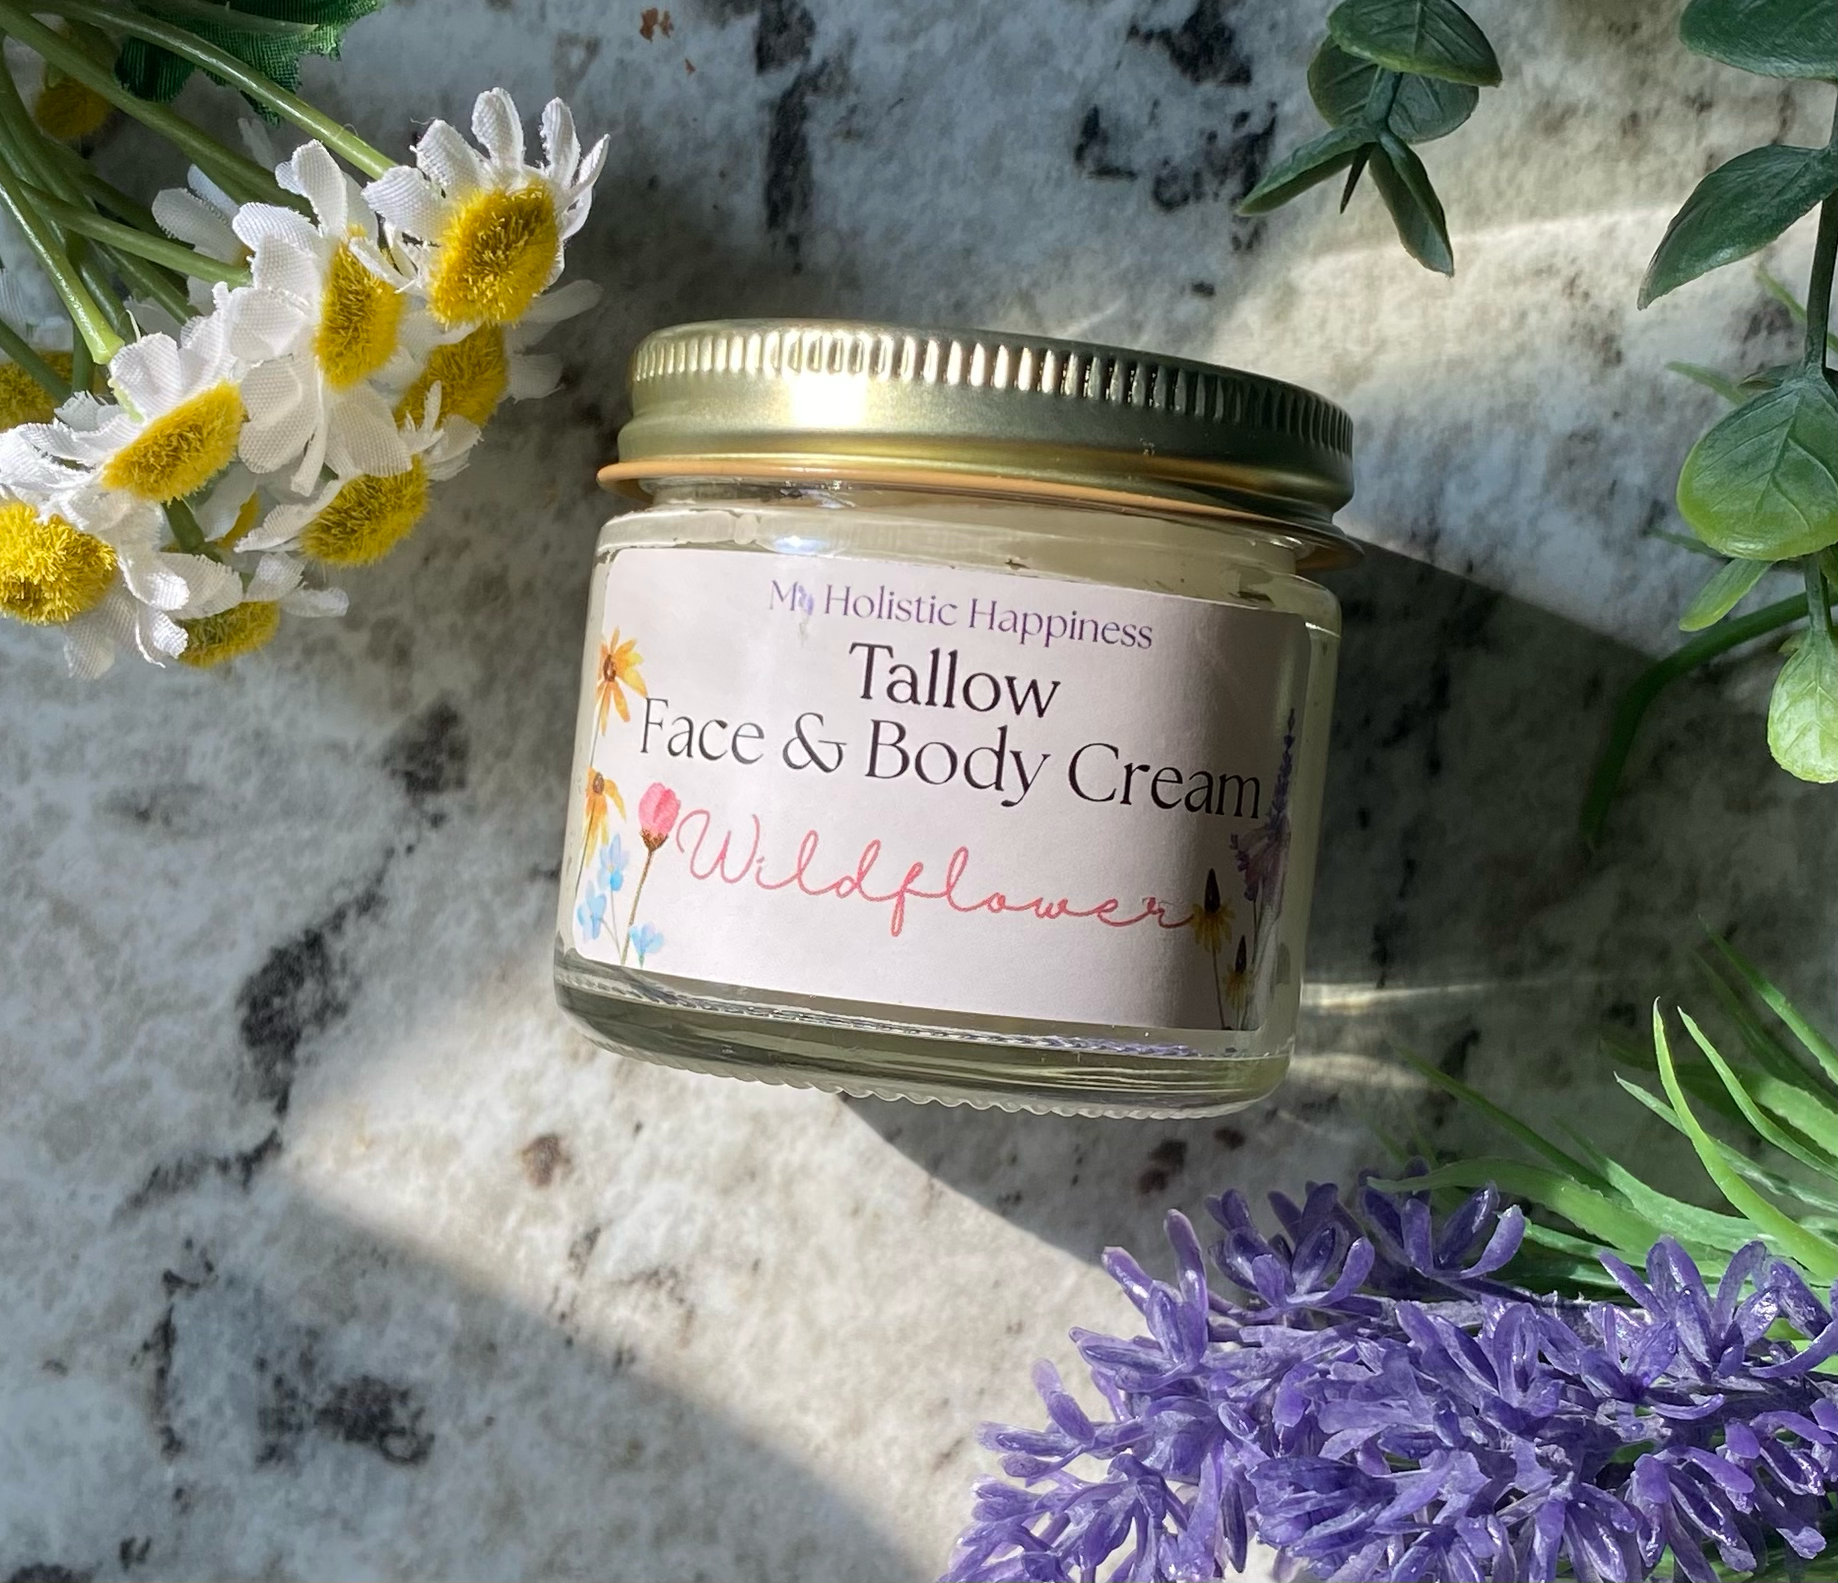 My Holistic Happiness
Tallow
Face & Body Cream
Wildflower